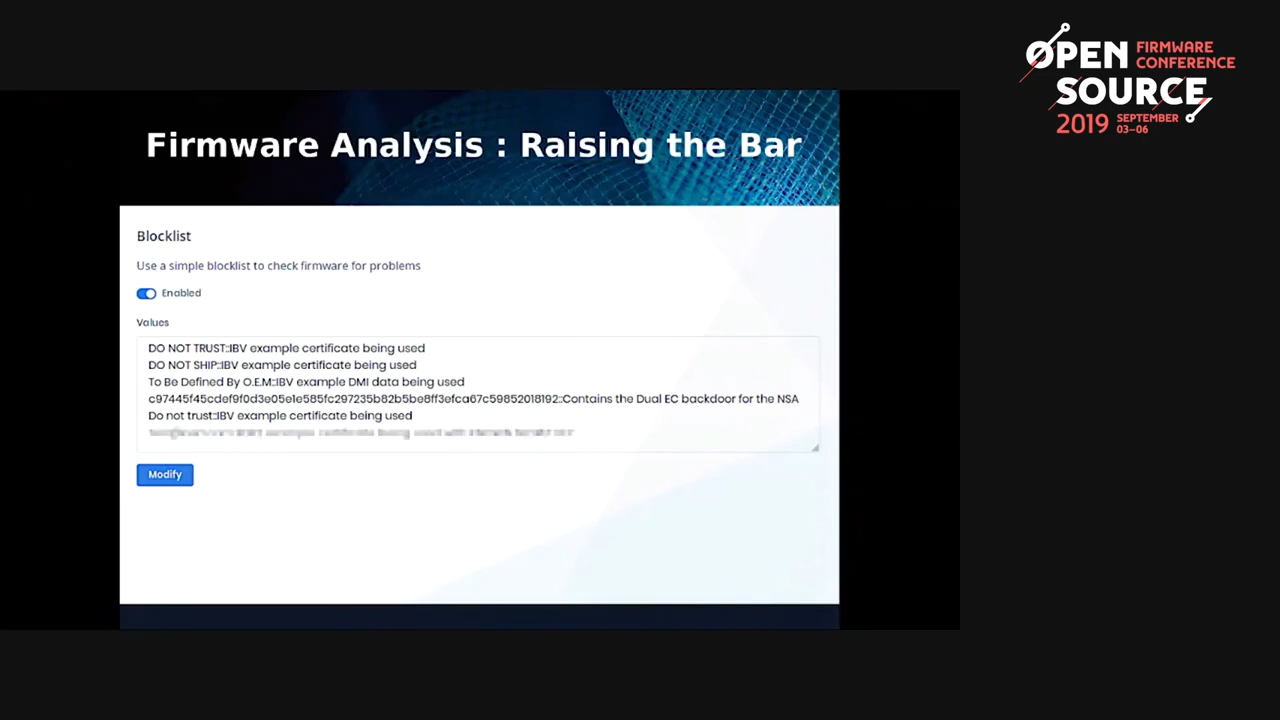 OPEN FIRMWARE CONFERENCE
SOURCE
2019 SEPTEMBER 03–06
Firmware Analysis : Raising the Bar
Blocklist
Use a simple blocklist to check firmware for problems
Enabled
Values
DO NOT TRUST::IBV example certificate being used
DO NOT SHIP::IBV example certificate being used
To Be Defined By O.E.M::IBV example DMI data being used
c97445f45cdef9f0d3e05e1e585fc297235b82b5be8ff3efca67c59852018192::Contains the Dual EC backdoor for the NSA
Do not trust::IBV example certificate being used
Modify